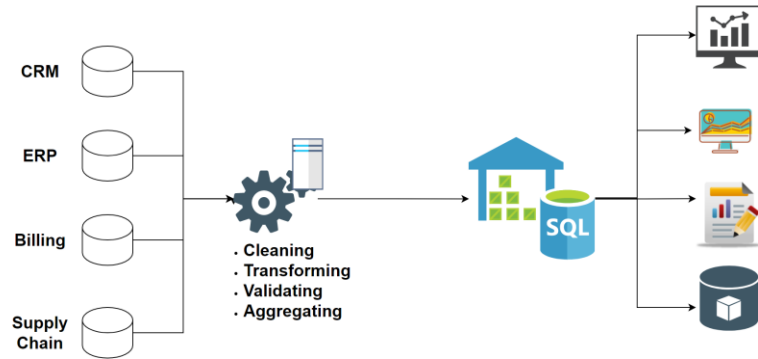 CRM
ERP
Billing
Supply
Chain
. Cleaning
. Transforming
. Validating
. Aggregating
SQL